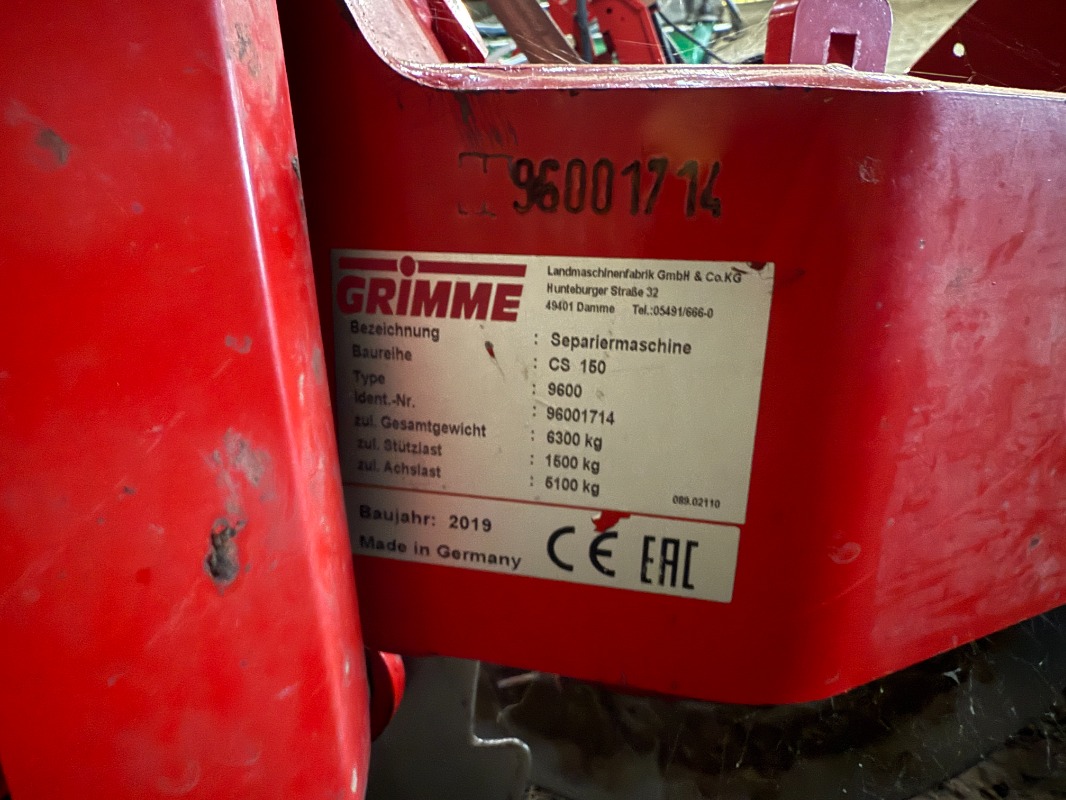 96001714
GRIMME
Landmaschinenfabrik GmbH & Co.KG
Hunteburger Straße 32
49401 Damme Tel.:05491/666-0
Bezeichnung : Separiermaschine
Baureihe : CS 150
Type : 9600
Ident.-Nr. : 96001714
zul. Gesamtgewicht : 6300 kg
zul. Stützlast : 1500 kg
zul. Achslast : 5100 kg
089.02110
Baujahr: 2019
Made in Germany
CE EAC